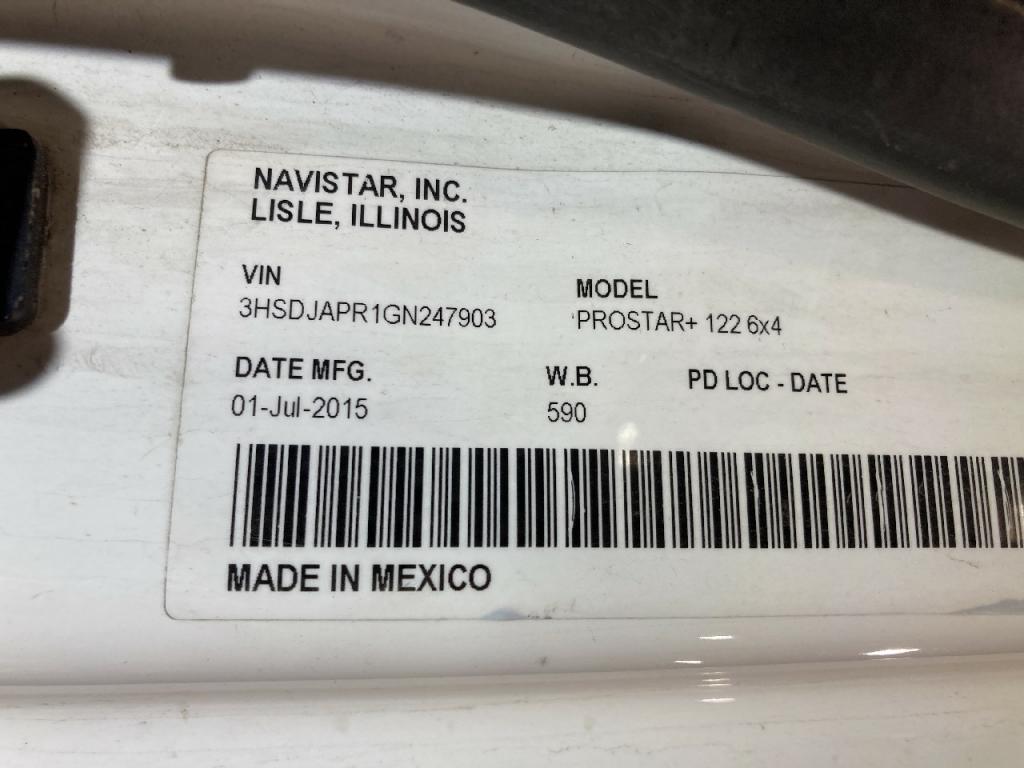 NAVISTAR, INC.
LISLE, ILLINOIS
VIN
3HSDJAPR1GN247903
MODEL
PROSTAR+ 122 6x4
DATE MFG.
01-Jul-2015
W.B.
590
PD LOC - DATE
MADE IN MEXICO